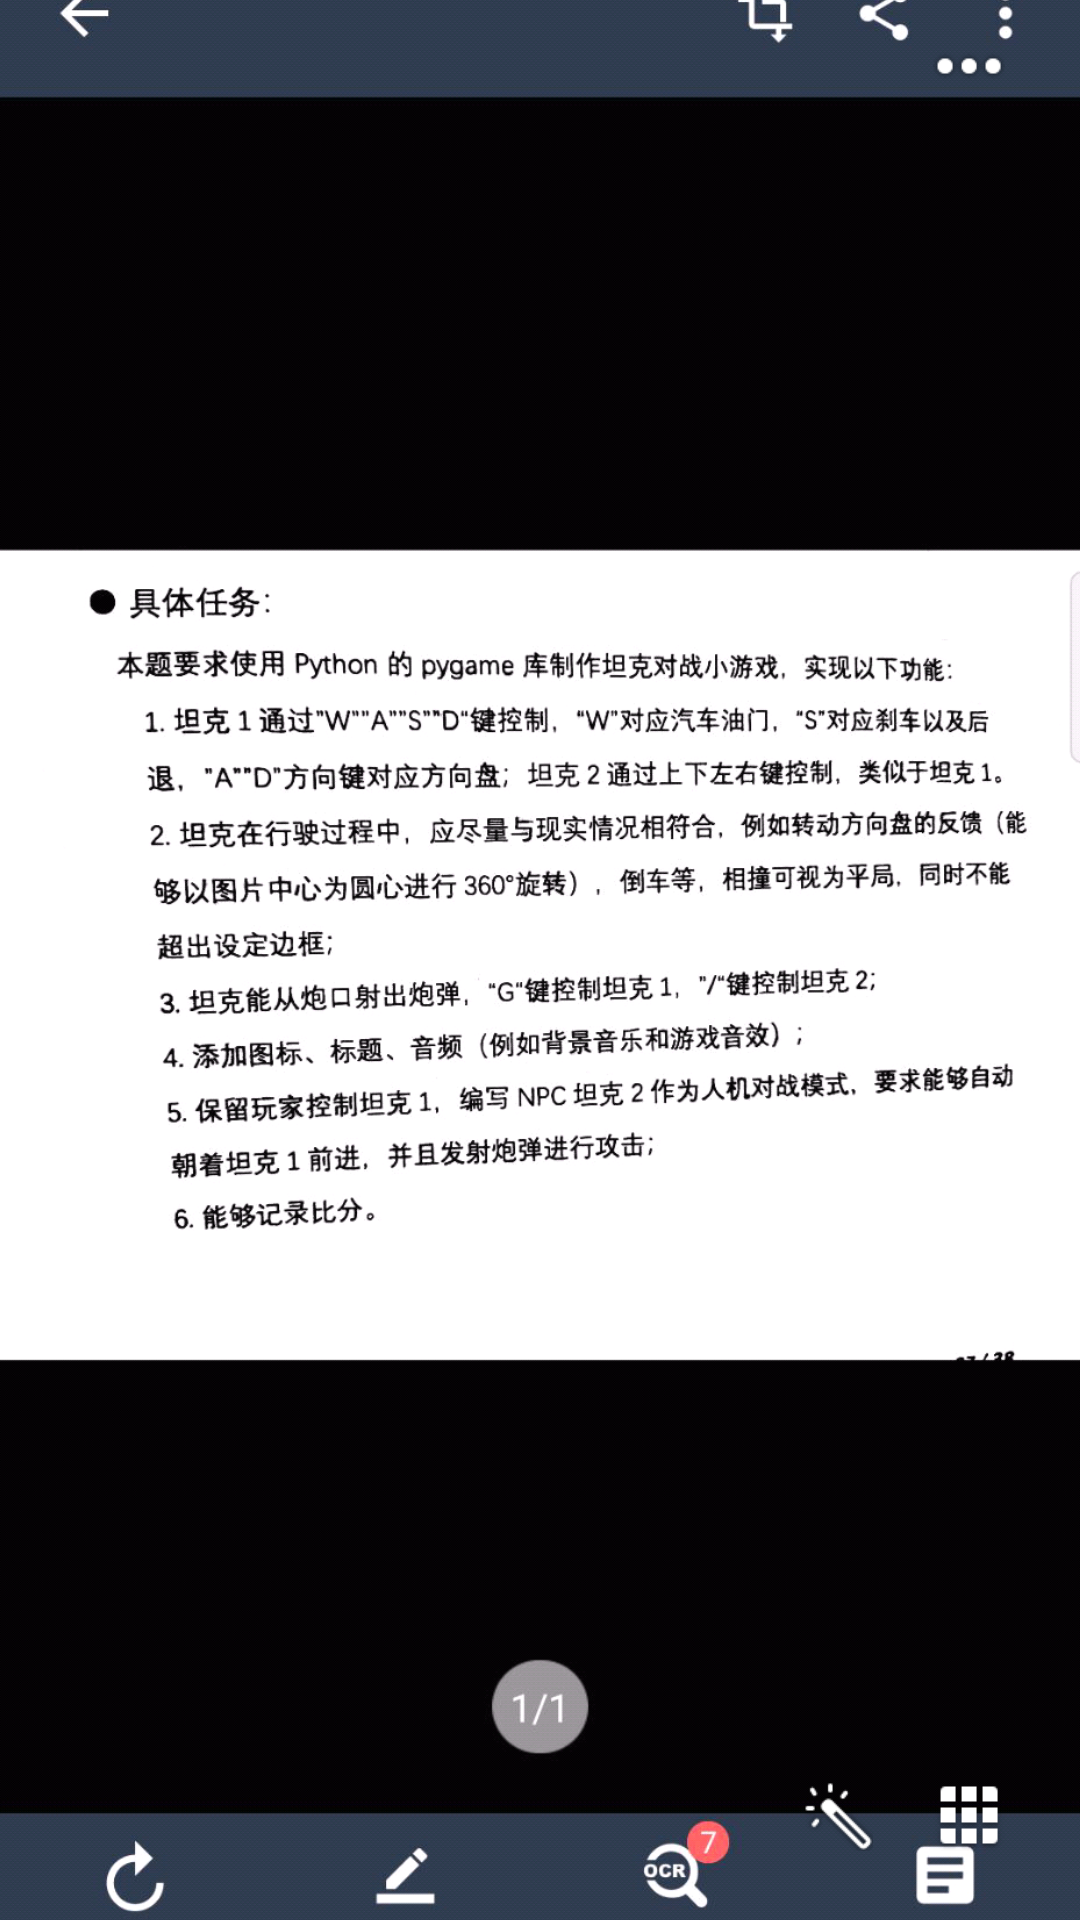 ● 具体任务：
本题要求使用 Python 的 pygame 库制作坦克对战小游戏，实现以下功能：
1. 坦克 1 通过"W""A""S""D“键控制，“W”对应汽车油门，“S”对应刹车以及后
退，"A""D"方向键对应方向盘；坦克 2 通过上下左右键控制，类似于坦克 1。
2. 坦克在行驶过程中，应尽量与现实情况相符合，例如转动方向盘的反馈（能
够以图片中心为圆心进行 360°旋转），倒车等，相撞可视为平局，同时不能
超出设定边框；
3. 坦克能从炮口射出炮弹，“G“键控制坦克 1，"/“键控制坦克 2；
4. 添加图标、标题、音频（例如背景音乐和游戏音效）；
5. 保留玩家控制坦克 1，编写 NPC 坦克 2 作为人机对战模式，要求能够自动
朝着坦克 1 前进，并且发射炮弹进行攻击；
6. 能够记录比分。
1/1
7
OCR